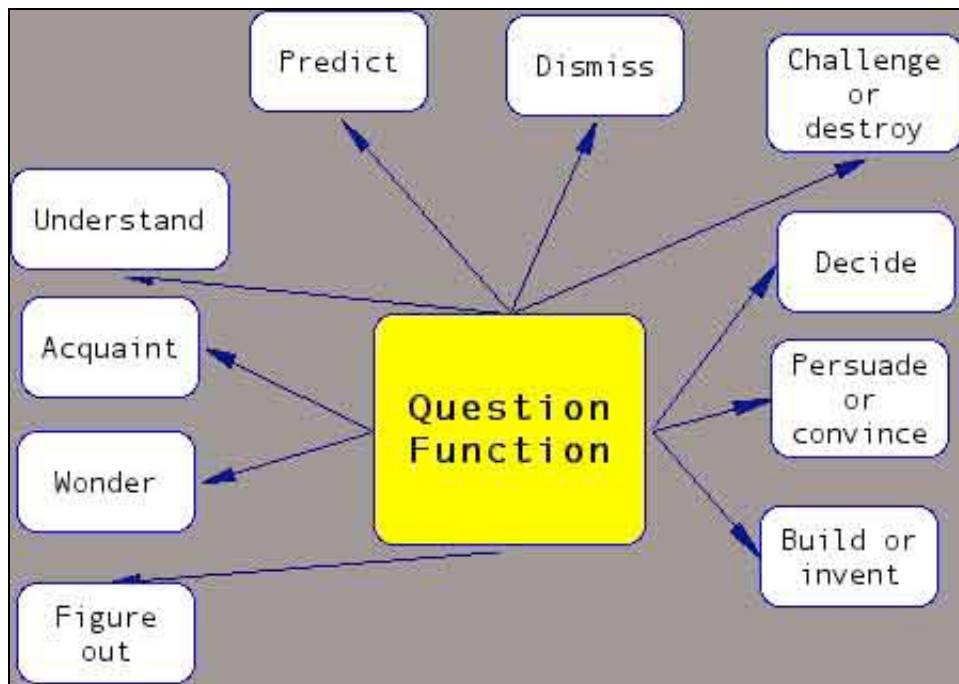 Predict
Dismiss
Challenge
or
destroy
Understand
Decide
Acquaint
Persuade
or
convince
Question
Function
Wonder
Build or
invent
Figure
out